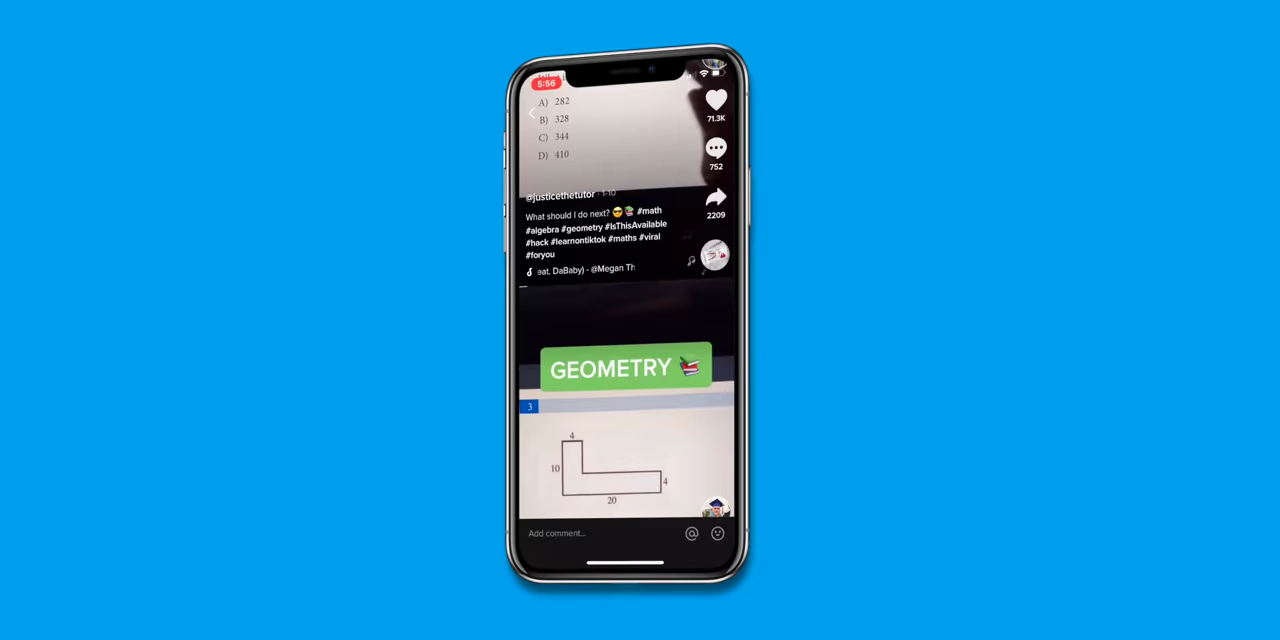 5:56
A) 282
B) 328
C) 344
D) 410
71.3K
752
2209
@justicethetutor · 1-10
What should I do next? 😎📚 #math
#algebra #geometry #IsThisAvailable
#hack #learnontiktok #maths #viral
#foryou
eat. DaBaby) - @Megan Th
GEOMETRY 📚
3
4
10
4
20
Add comment...